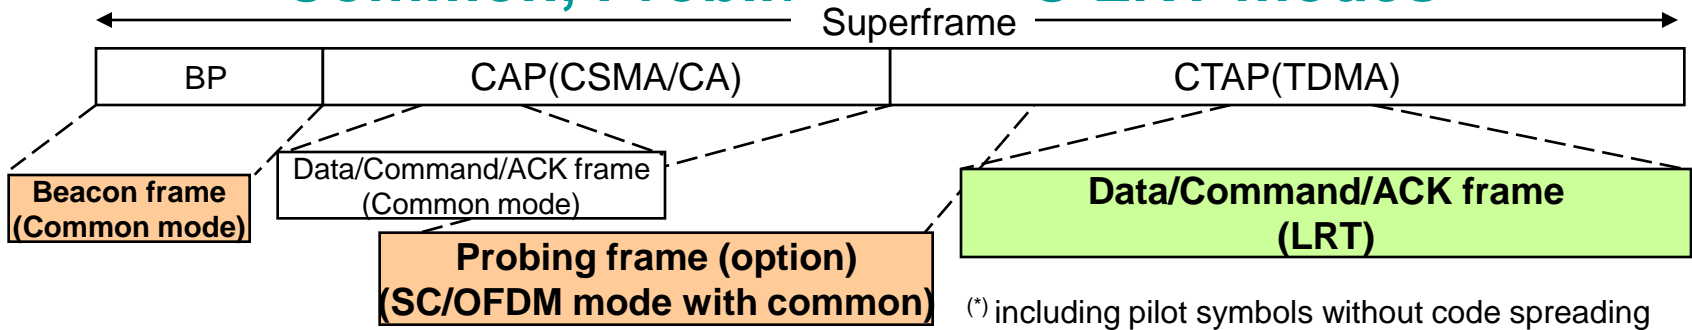 Superframe
BP
CAP(CSMA/CA)
CTAP(TDMA)
Beacon frame
(Common mode)
Data/Command/ACK frame
(Common mode)
Probing frame (option)
(SC/OFDM mode with common)
Data/Command/ACK frame
(LRT)
(*) including pilot symbols without code spreading